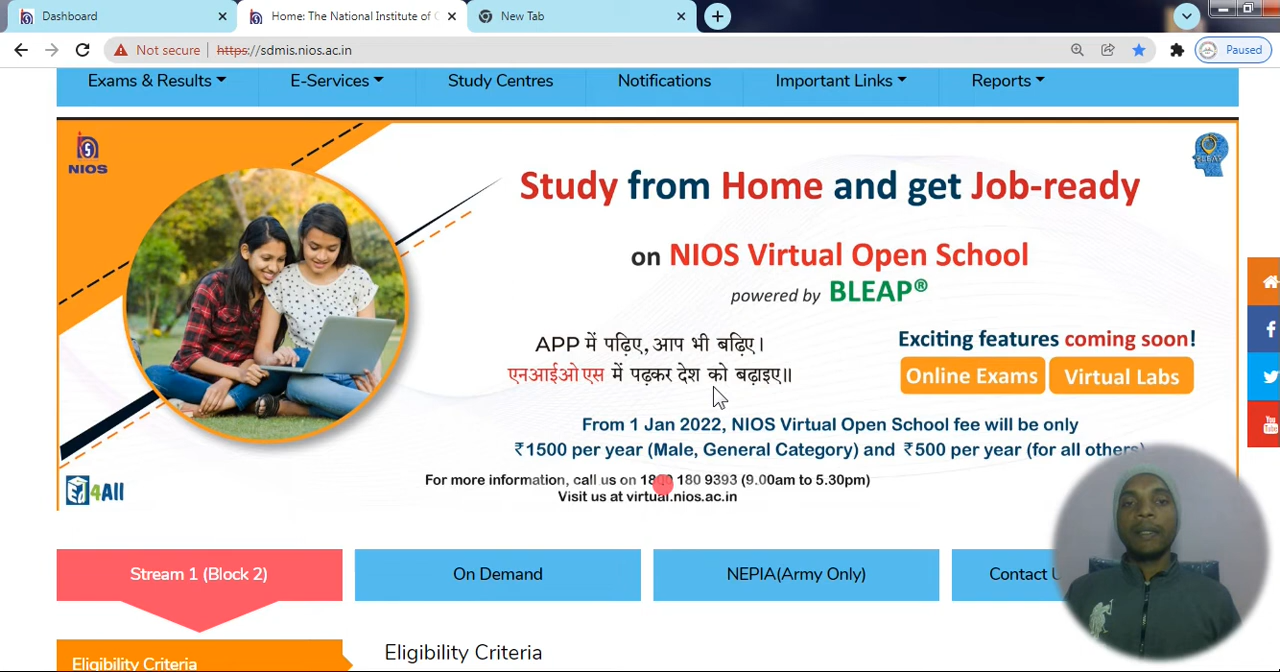 Dashboard
Home: The National Institute of O
New Tab
Not secure
https://sdmis.nios.ac.in
Paused
Exams & Results
E-Services
Study Centres
Notifications
Important Links
Reports
NIOS
Study from Home and get Job-ready
on NIOS Virtual Open School
powered by BLEAP®
APP में पढ़िए, आप भी बढ़िए।
एनआईओएस में पढ़कर देश को बढ़ाइए॥
Exciting features coming soon!
Online Exams
Virtual Labs
From 1 Jan 2022, NIOS Virtual Open School fee will be only
₹1500 per year (Male, General Category) and ₹500 per year (for all others)
For more information, call us on 1800 180 9393 (9.00am to 5.30pm)
Visit us at virtual.nios.ac.in
Ed4All
Stream 1 (Block 2)
On Demand
NEPIA(Army Only)
Contact U
Eligibility Criteria
Eligibility Criteria